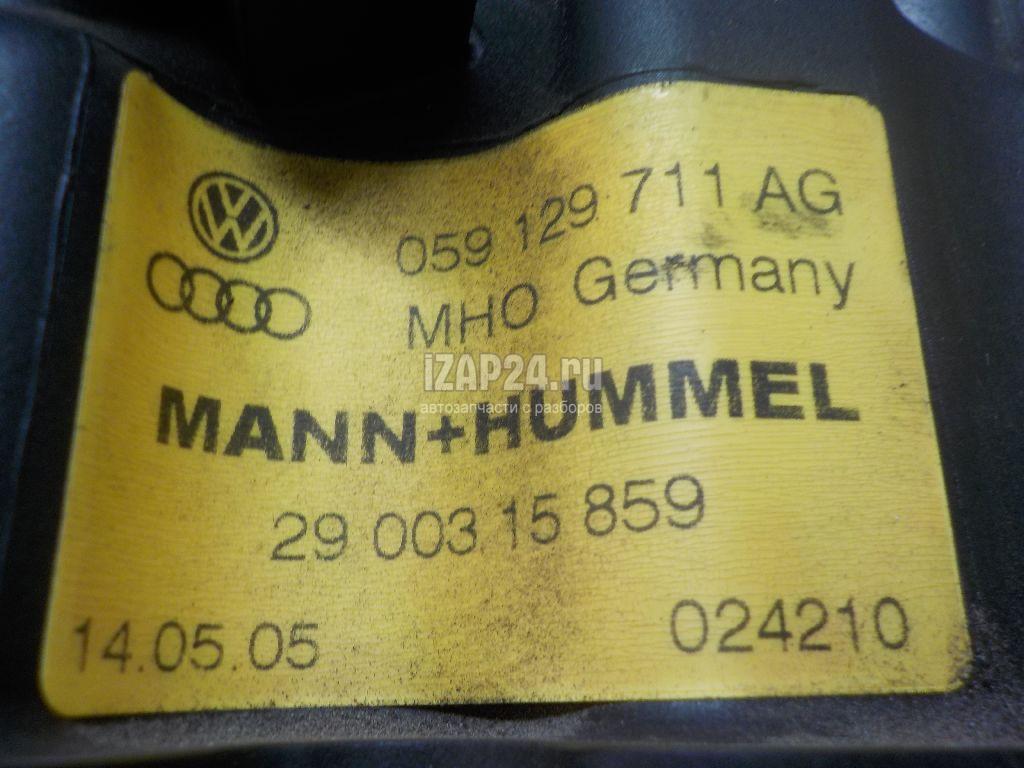 059 129 711 AG
MHO Germany
iZAP24.ru
автозапчасти с разборов
MANN+HUMMEL
29 003 15 859
14.05.05 024210